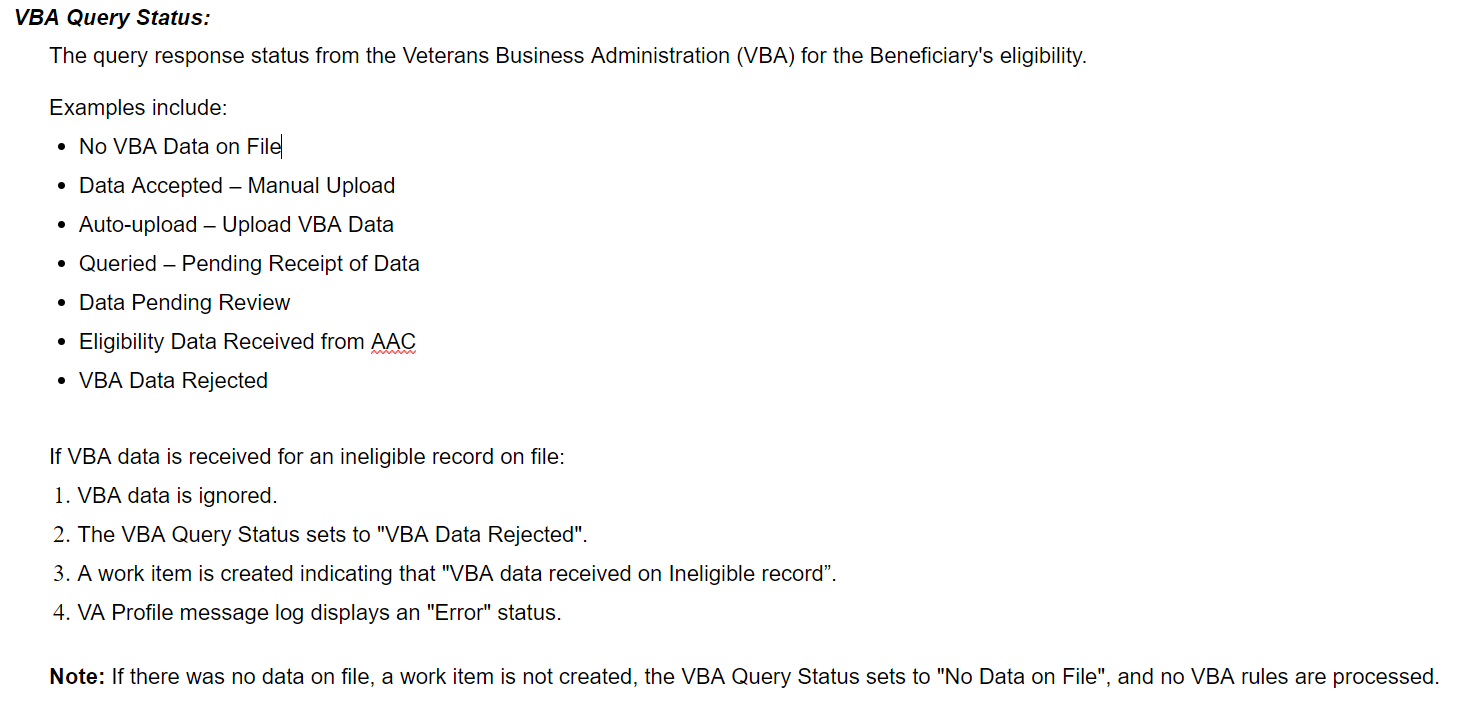 VBA Query Status:
The query response status from the Veterans Business Administration (VBA) for the Beneficiary's eligibility.
Examples include:
• No VBA Data on File
• Data Accepted – Manual Upload
• Auto-upload – Upload VBA Data
• Queried – Pending Receipt of Data
• Data Pending Review
• Eligibility Data Received from AAC
• VBA Data Rejected
If VBA data is received for an ineligible record on file:
1. VBA data is ignored.
2. The VBA Query Status sets to "VBA Data Rejected".
3. A work item is created indicating that "VBA data received on Ineligible record”.
4. VA Profile message log displays an "Error" status.
Note: If there was no data on file, a work item is not created, the VBA Query Status sets to "No Data on File", and no VBA rules are processed.